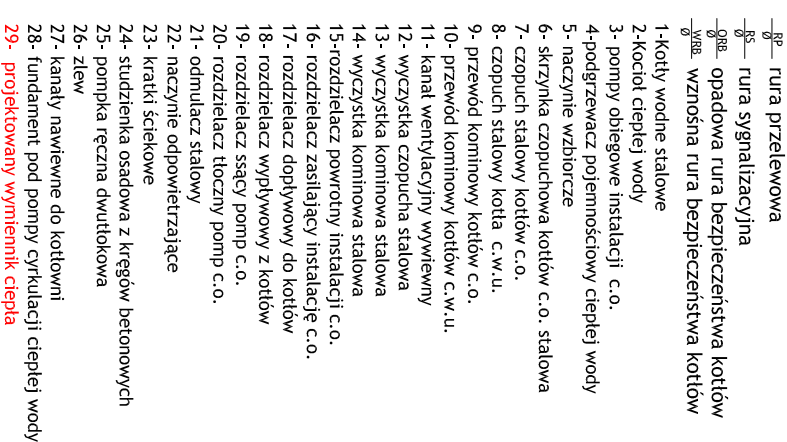 RP Ø rura przelewowa
RS Ø rura sygnalizacyjna
ORB Ø opadowa rura bezpieczeństwa kotłów
WRB Ø wznośna rura bezpieczeństwa kotłów
1-Kotły wodne stalowe
2-Kocioł ciepłej wody
3- pompy obiegowe instalacji c.o.
4-podgrzewacz pojemnościowy ciepłej wody
5- naczynie wzbiorcze
6- skrzynka czopuchowa kotłów c.o. stalowa
7- czopuch stalowy kotłów c.o.
8- czopuch stalowy kotła c.w.u.
9- przewód kominowy kotłów c.o.
10- przewód kominowy kotłów c.w.u.
11- kanał wentylacyjny wywiewny
12- wyczystka czopucha stalowa
13- wyczystka kominowa stalowa
14- wyczystka kominowa stalowa
15-rozdzielacz powrotny instalacji c.o.
16- rozdzielacz zasilający instalację c.o.
17- rozdzielacz dopływowy do kotłów
18- rozdzielacz wypływowy z kotłów
19- rozdzielacz ssący pomp c.o.
20- rozdzielacz tłoczny pomp c.o.
21- odmulacz stalowy
22- naczynie odpowietrzające
23- kratki ściekowe
24- studzienka osadowa z kręgów betonowych
25- pompka ręczna dwutłokowa
26- zlew
27- kanały nawiewne do kotłowni
28- fundament pod pompy cyrkulacji ciepłej wody
29- projektowany wymiennik ciepła